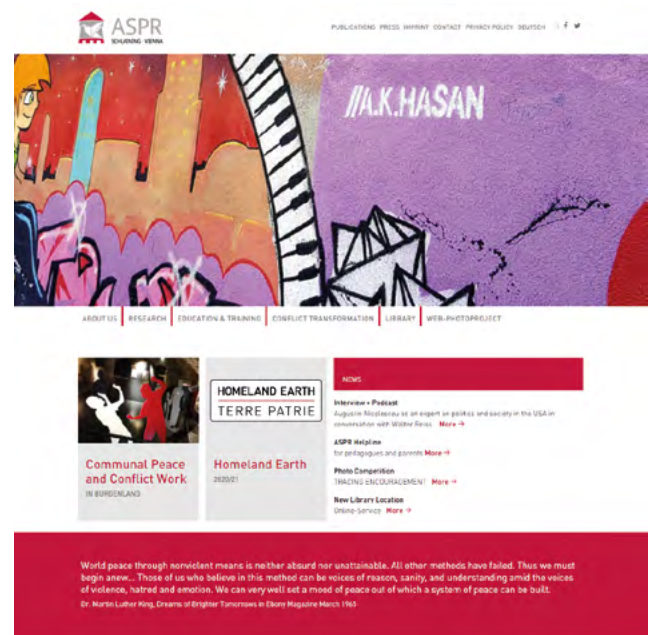 ASPR
SCHLAINING · VIENNA
PUBLICATIONS PRESS IMPRINT CONTACT PRIVACY POLICY DEUTSCH
//A.K.HASAN
ABOUT US | RESEARCH | EDUCATION & TRAINING | CONFLICT TRANSFORMATION | LIBRARY | WEB-PHOTOPROJECT
HOMELAND EARTH
TERRE PATRIE
Communal Peace
and Conflict Work
IN BURGENLAND
Homeland Earth
2020/21
NEWS
Interview + Podcast
Augustin Nicolescou as an expert on politics and society in the USA in
conversation with Walter Reiss More →
ASPR Helpline
for pedagogues and parents More →
Photo Competition
TRACING ENCOURAGEMENT More →
New Library Location
Online-Service More →
World peace through nonviolent means is neither absurd nor unattainable. All other methods have failed. Thus we must
begin anew... Those of us who believe in this method can be voices of reason, sanity, and understanding amid the voices
of violence, hatred and emotion. We can very well set a mood of peace out of which a system of peace can be built.
Dr. Martin Luther King, Dreams of Brighter Tomorrows in Ebony Magazine March 1965